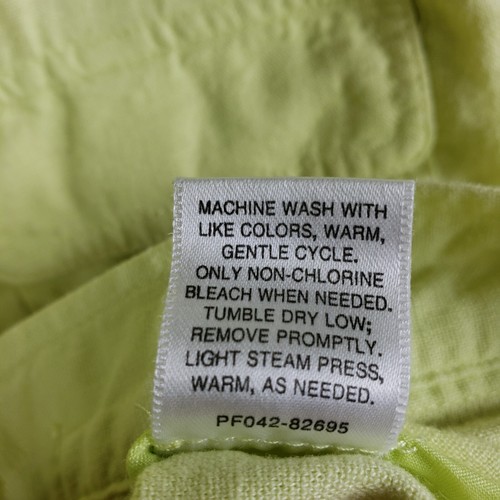 MACHINE WASH WITH
LIKE COLORS, WARM,
GENTLE CYCLE.
ONLY NON-CHLORINE
BLEACH WHEN NEEDED.
TUMBLE DRY LOW;
REMOVE PROMPTLY.
LIGHT STEAM PRESS,
WARM, AS NEEDED.
PF042-82695